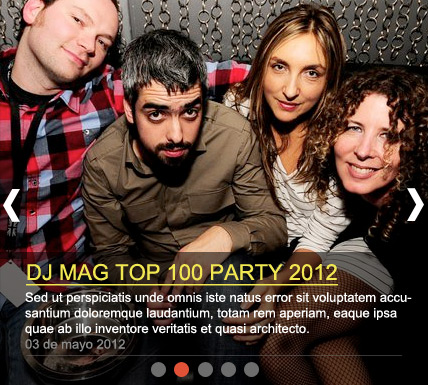 DJ MAG TOP 100 PARTY 2012
Sed ut perspiciatis unde omnis iste natus error sit voluptatem accu-
santium doloremque laudantium, totam rem aperiam, eaque ipsa
quae ab illo inventore veritatis et quasi architecto.
03 de mayo 2012